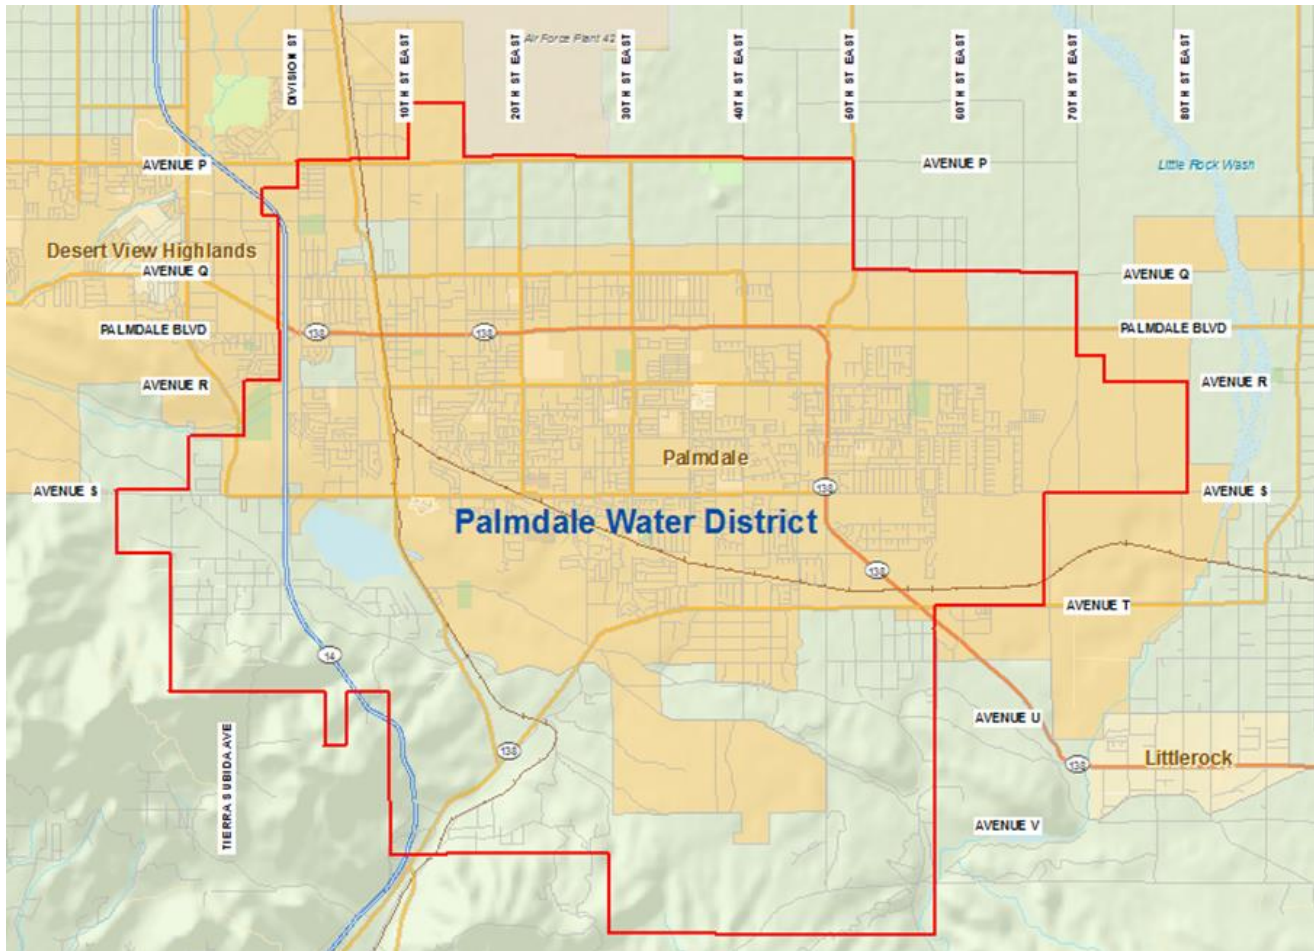 Air Force Plant 42
DIVISION ST
10TH ST EAST
20TH ST EAST
30TH ST EAST
40TH ST EAST
50TH ST EAST
60TH ST EAST
70TH ST EAST
80TH ST EAST
AVENUE P
AVENUE P
Little Rock Wash
Desert View Highlands
AVENUE Q
AVENUE Q
PALMDALE BLVD
138
138
PALMDALE BLVD
AVENUE R
AVENUE R
Palmdale
AVENUE S
138
AVENUE S
Palmdale Water District
138
AVENUE T
14
AVENUE U
138
138
Littlerock
TIERRA SUBIDA AVE
AVENUE V